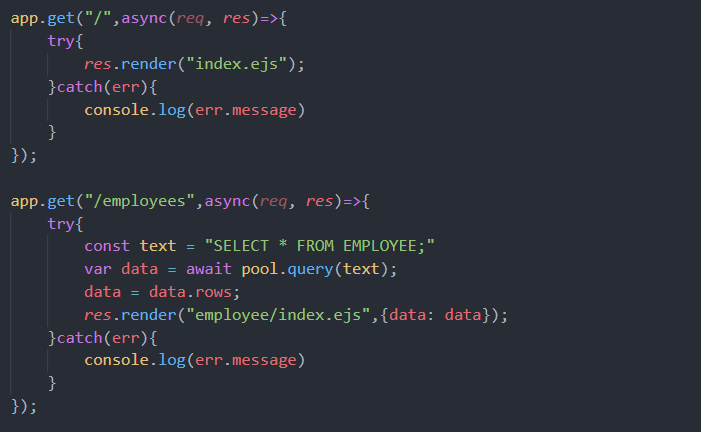 app.get("/",async(req, res)=>{
    try{
        res.render("index.ejs");
    }catch(err){
        console.log(err.message)
    }
});

app.get("/employees",async(req, res)=>{
    try{
        const text = "SELECT * FROM EMPLOYEE;"
        var data = await pool.query(text);
        data = data.rows;
        res.render("employee/index.ejs",{data: data});
    }catch(err){
        console.log(err.message)
    }
});